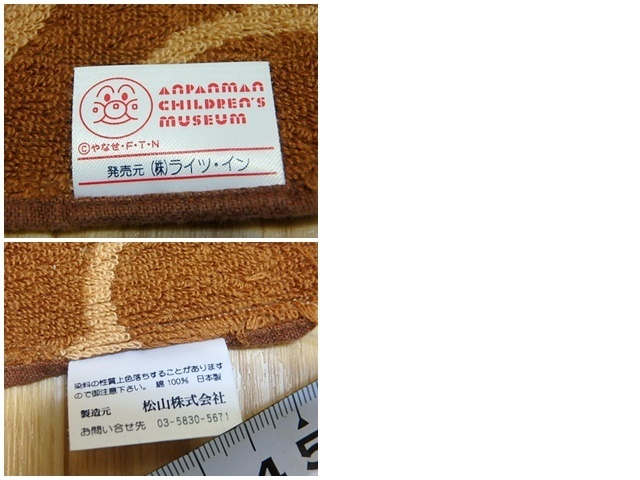 ANPANMAN
CHILDREN'S
MUSEUM
©やなせ・F・T・N
発売元 (株)ライツ・イン
染料の性質上色落ちすることがあります
ので御注意下さい。 綿 100% 日本製
製造元 松山株式会社
お問い合せ先 03-5830-5671
45